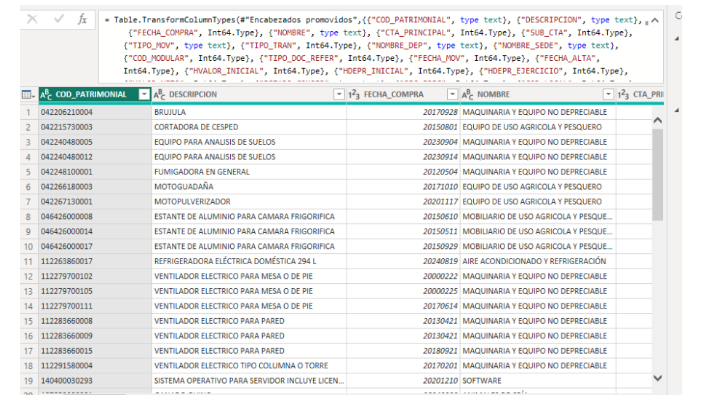 fx
= Table.TransformColumnTypes(#"Encabezados promovidos",{{"COD_PATRIMONIAL", type text}, {"DESCRIPCION", type text},
{"FECHA_COMPRA", Int64.Type}, {"NOMBRE", type text}, {"CTA_PRINCIPAL", Int64.Type}, {"SUB_CTA", Int64.Type},
{"TIPO_MOV", type text}, {"TIPO_TRAN", Int64.Type}, {"NOMBRE_DEP", type text}, {"NOMBRE_SEDE", type text},
{"COD_MODULAR", Int64.Type}, {"TIPO_DOC_REFER", Int64.Type}, {"FECHA_MOV", Int64.Type}, {"FECHA_ALTA",
Int64.Type}, {"HVALOR_INICIAL", Int64.Type}, {"HDEPR_INICIAL", Int64.Type}, {"HDEPR_EJERCICIO", Int64.Type},
ABC COD_PATRIMONIAL ABC DESCRIPCION 123 FECHA_COMPRA ABC NOMBRE 123 CTA_PRI
1 042206210004 BRUJULA 20170928 MAQUINARIA Y EQUIPO NO DEPRECIABLE
2 042215730003 CORTADORA DE CESPED 20150801 EQUIPO DE USO AGRICOLA Y PESQUERO
3 042240480005 EQUIPO PARA ANALISIS DE SUELOS 20230904 MAQUINARIA Y EQUIPO NO DEPRECIABLE
4 042240480012 EQUIPO PARA ANALISIS DE SUELOS 20230914 MAQUINARIA Y EQUIPO NO DEPRECIABLE
5 042248100001 FUMIGADORA EN GENERAL 20120504 MAQUINARIA Y EQUIPO NO DEPRECIABLE
6 042266180003 MOTOGUADAÑA 20171010 EQUIPO DE USO AGRICOLA Y PESQUERO
7 042267130001 MOTOPULVERIZADOR 20201117 EQUIPO DE USO AGRICOLA Y PESQUERO
8 046426000008 ESTANTE DE ALUMINIO PARA CAMARA FRIGORIFICA 20150610 MOBILIARIO DE USO AGRICOLA Y PESQUE...
9 046426000014 ESTANTE DE ALUMINIO PARA CAMARA FRIGORIFICA 20150511 MOBILIARIO DE USO AGRICOLA Y PESQUE...
10 046426000017 ESTANTE DE ALUMINIO PARA CAMARA FRIGORIFICA 20150929 MOBILIARIO DE USO AGRICOLA Y PESQUE...
11 112263860017 REFRIGERADORA ELÉCTRICA DOMÉSTICA 294 L 20240819 AIRE ACONDICIONADO Y REFRIGERACIÓN
12 112279700102 VENTILADOR ELECTRICO PARA MESA O DE PIE 20000222 MAQUINARIA Y EQUIPO NO DEPRECIABLE
13 112279700105 VENTILADOR ELECTRICO PARA MESA O DE PIE 20000225 MAQUINARIA Y EQUIPO NO DEPRECIABLE
14 112279700111 VENTILADOR ELECTRICO PARA MESA O DE PIE 20170614 MAQUINARIA Y EQUIPO NO DEPRECIABLE
15 112283660008 VENTILADOR ELECTRICO PARA PARED 20130421 MAQUINARIA Y EQUIPO NO DEPRECIABLE
16 112283660009 VENTILADOR ELECTRICO PARA PARED 20130421 MAQUINARIA Y EQUIPO NO DEPRECIABLE
17 112283660015 VENTILADOR ELECTRICO PARA PARED 20180921 MAQUINARIA Y EQUIPO NO DEPRECIABLE
18 112291580004 VENTILADOR ELECTRICO TIPO COLUMNA O TORRE 20170201 MAQUINARIA Y EQUIPO NO DEPRECIABLE
19 140400030293 SISTEMA OPERATIVO PARA SERVIDOR INCLUYE LICEN... 20201210 SOFTWARE